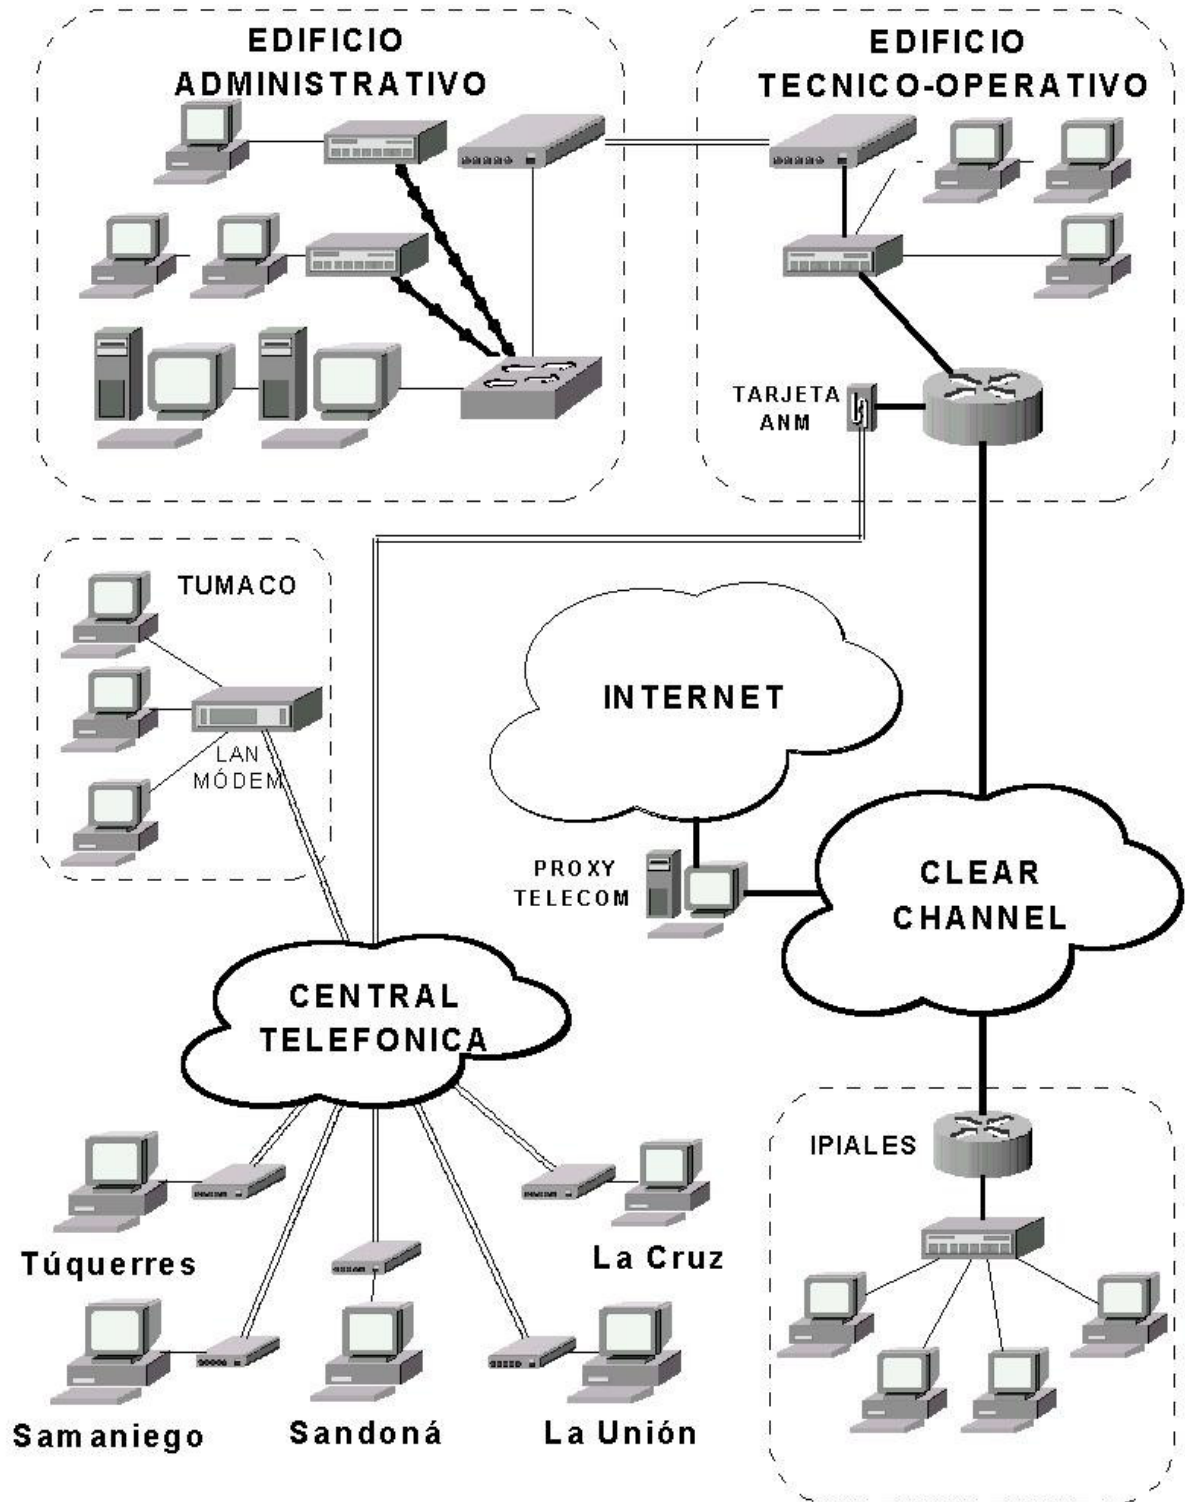 EDIFICIO
ADMINISTRATIVO
EDIFICIO
TECNICO-OPERATIVO
TARJETA
ANM
TUMACO
LAN
MÓDEM
INTERNET
PROXY
TELECOM
CLEAR
CHANNEL
CENTRAL
TELEFONICA
IPIALES
Túquerres
La Cruz
Samaniego
Sandoná
La Unión